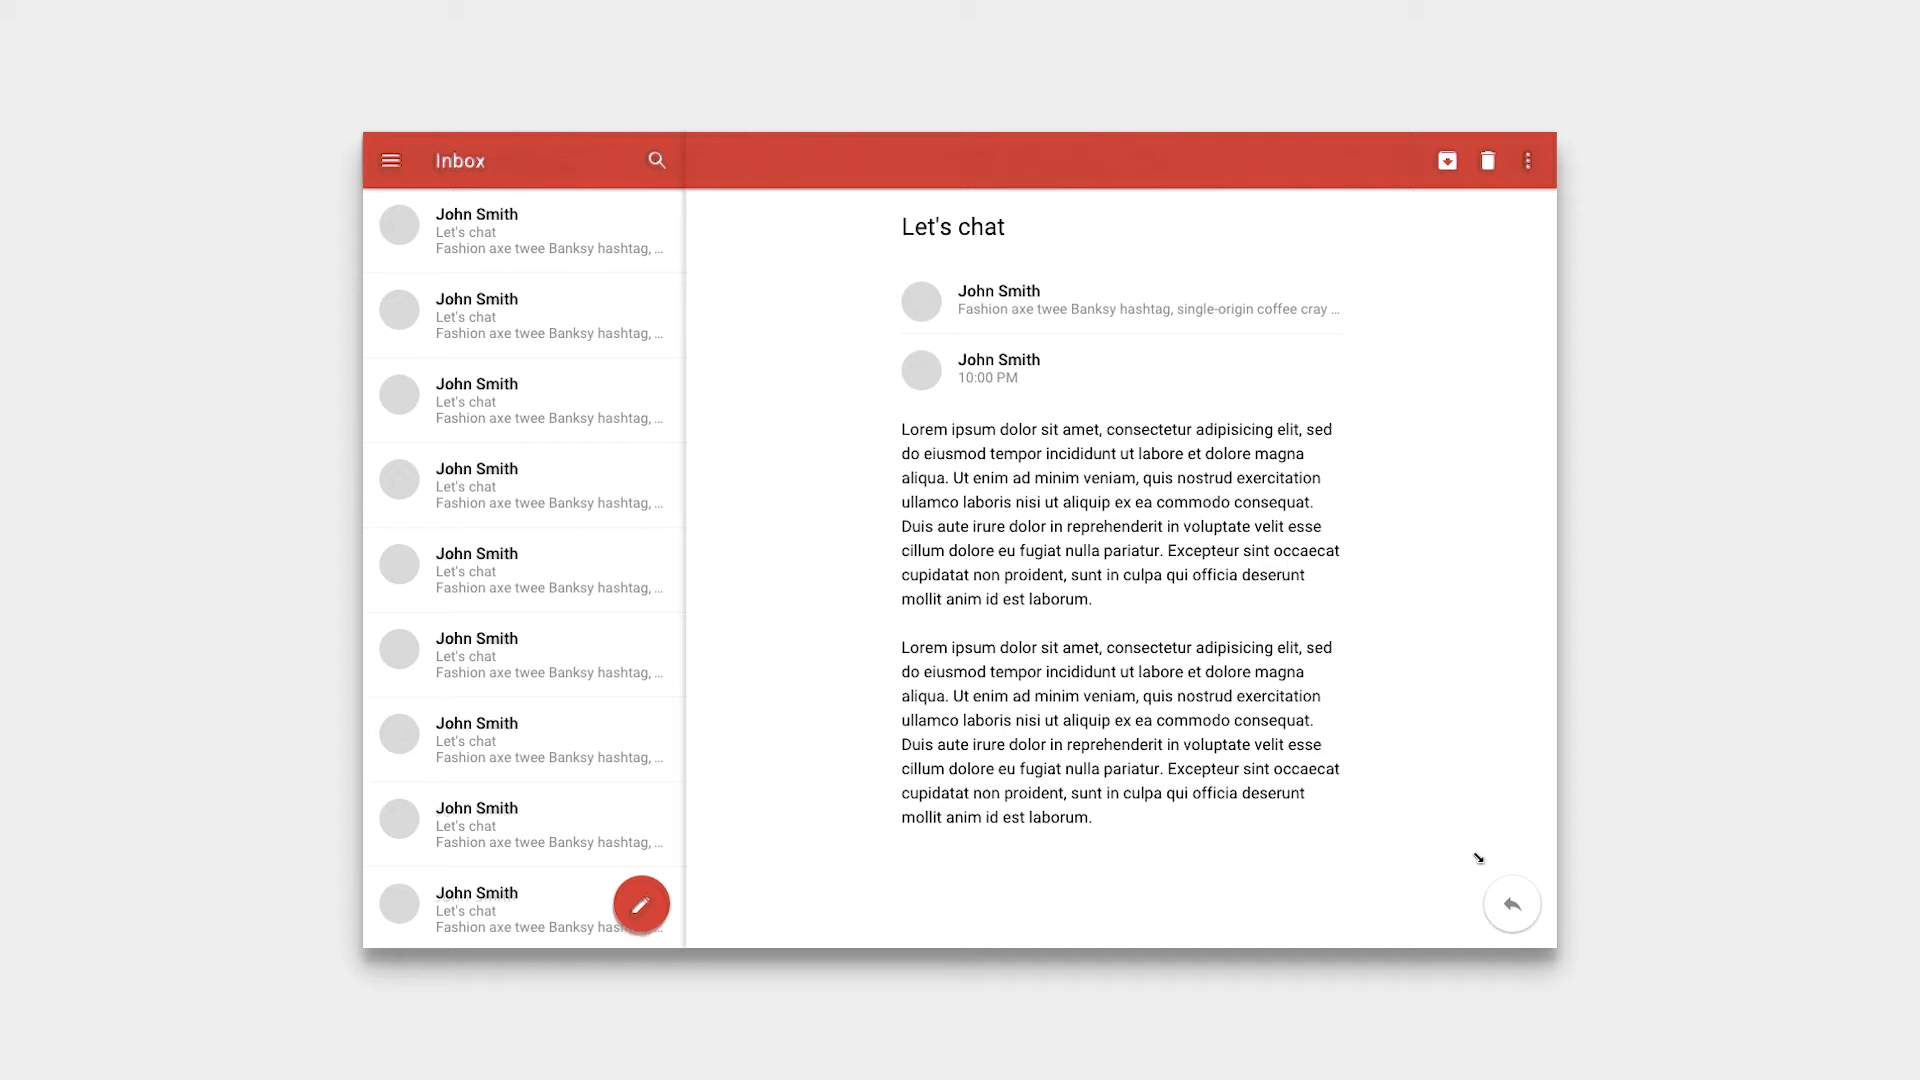 Inbox
John Smith
Let's chat
Fashion axe twee Banksy hashtag, ...
John Smith
Let's chat
Fashion axe twee Banksy hashtag, ...
John Smith
Let's chat
Fashion axe twee Banksy hashtag, ...
John Smith
Let's chat
Fashion axe twee Banksy hashtag, ...
John Smith
Let's chat
Fashion axe twee Banksy hashtag, ...
John Smith
Let's chat
Fashion axe twee Banksy hashtag, ...
John Smith
Let's chat
Fashion axe twee Banksy hashtag, ...
John Smith
Let's chat
Fashion axe twee Banksy hashtag, ...
John Smith
Let's chat
Fashion axe twee Banksy
Let's chat
John Smith
Fashion axe twee Banksy hashtag, single-origin coffee cray ...
John Smith
10:00 PM
Lorem ipsum dolor sit amet, consectetur adipisicing elit, sed
do eiusmod tempor incididunt ut labore et dolore magna
aliqua. Ut enim ad minim veniam, quis nostrud exercitation
ullamco laboris nisi ut aliquip ex ea commodo consequat.
Duis aute irure dolor in reprehenderit in voluptate velit esse
cillum dolore eu fugiat nulla pariatur. Excepteur sint occaecat
cupidatat non proident, sunt in culpa qui officia deserunt
mollit anim id est laborum.
Lorem ipsum dolor sit amet, consectetur adipisicing elit, sed
do eiusmod tempor incididunt ut labore et dolore magna
aliqua. Ut enim ad minim veniam, quis nostrud exercitation
ullamco laboris nisi ut aliquip ex ea commodo consequat.
Duis aute irure dolor in reprehenderit in voluptate velit esse
cillum dolore eu fugiat nulla pariatur. Excepteur sint occaecat
cupidatat non proident, sunt in culpa qui officia deserunt
mollit anim id est laborum.